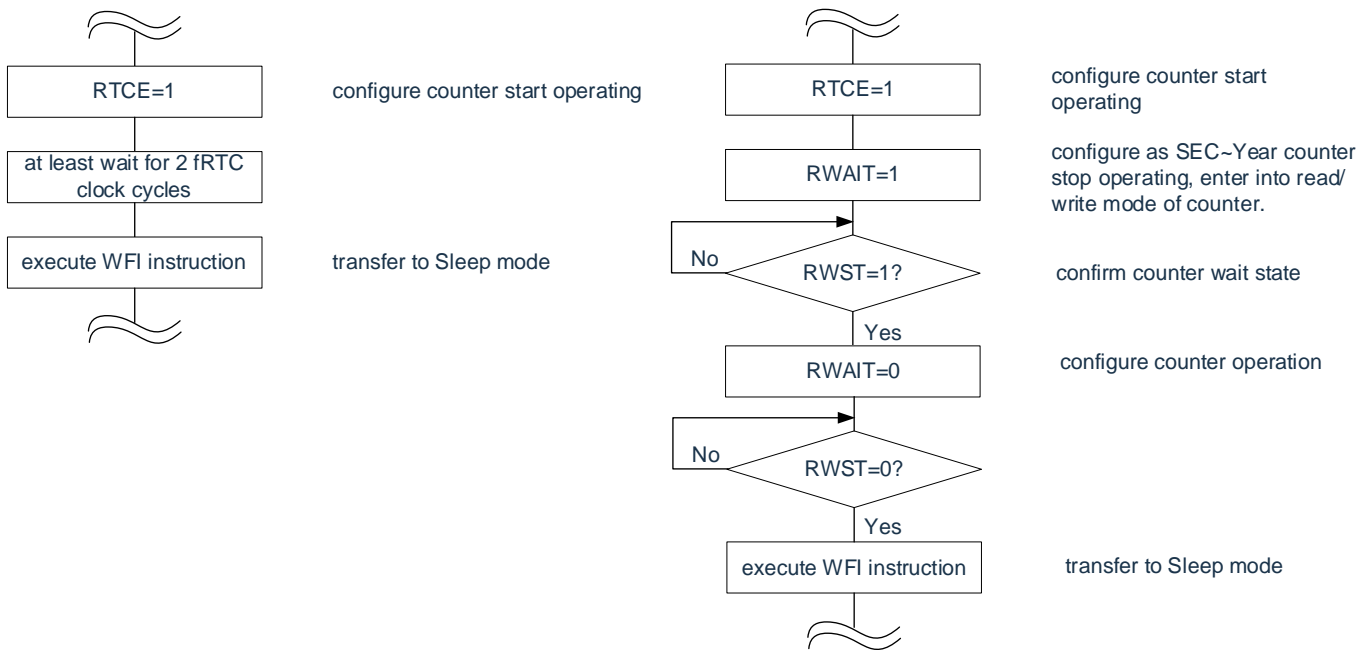 RTCE=1
configure counter start operating
at least wait for 2 fRTC
clock cycles
execute WFI instruction
transfer to Sleep mode
RTCE=1
configure counter start
operating
RWAIT=1
configure as SEC~Year counter
stop operating, enter into read/
write mode of counter.
No
RWST=1?
confirm counter wait state
Yes
RWAIT=0
configure counter operation
No
RWST=0?
Yes
execute WFI instruction
transfer to Sleep mode